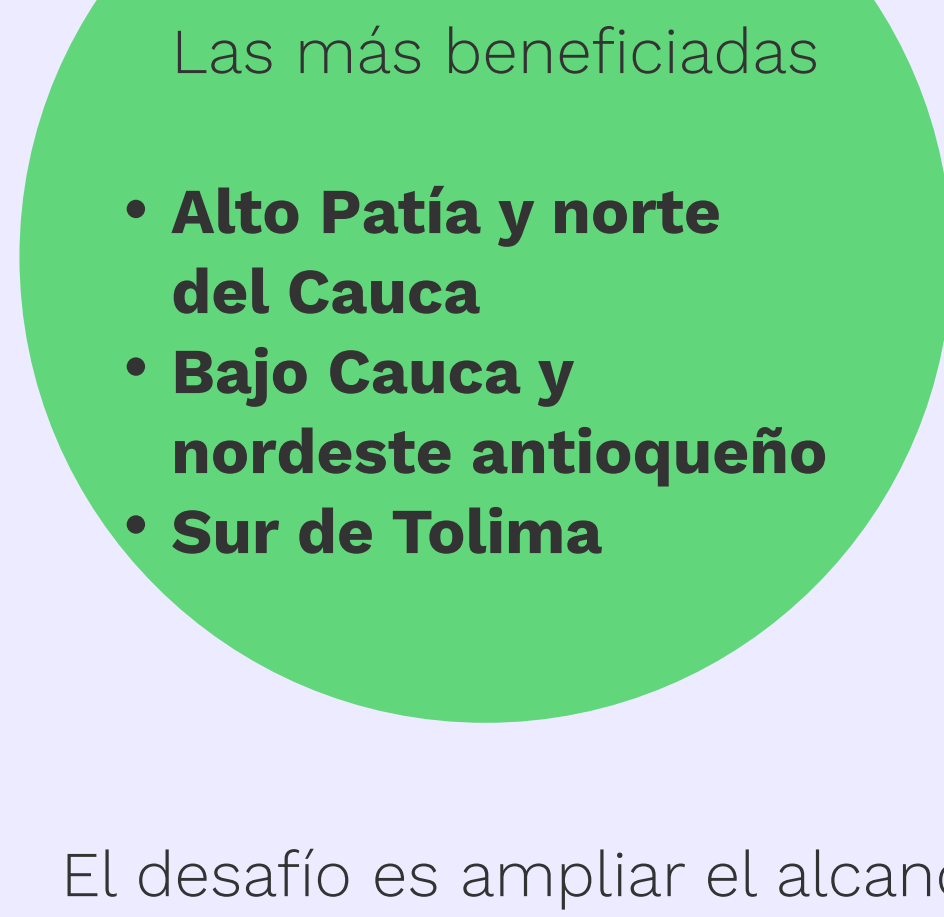 Las más beneficiadas
• Alto Patía y norte
del Cauca
• Bajo Cauca y
nordeste antioqueño
• Sur de Tolima
El desafío es ampliar el